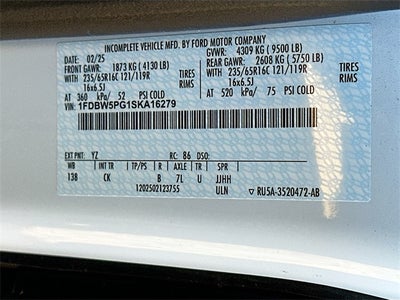 INCOMPLETE VEHICLE MFD. BY FORD MOTOR COMPANY
DATE: 02/25 GVWR: 4309 KG ( 9500 LB)
FRONT GAWR: 1873 KG ( 4130 LB) REAR GAWR: 2608 KG ( 5750 LB)
WITH TIRES WITH TIRES
235/65R16C 121/119R 235/65R16C 121/119R
16x6.5J RIMS 16x6.5J RIMS
AT 360 kPa/ 52 PSI COLD AT 520 kPa/ 75 PSI COLD
VIN: 1FDBW5PG1SKA16279
EXT PNT: YZ RC: 86 DSO:
WB INT TR TP/PS R AXLE TR SPR
138 CK B 7L U JJHH
1202502123755 ULN RU5A-3520472-AB